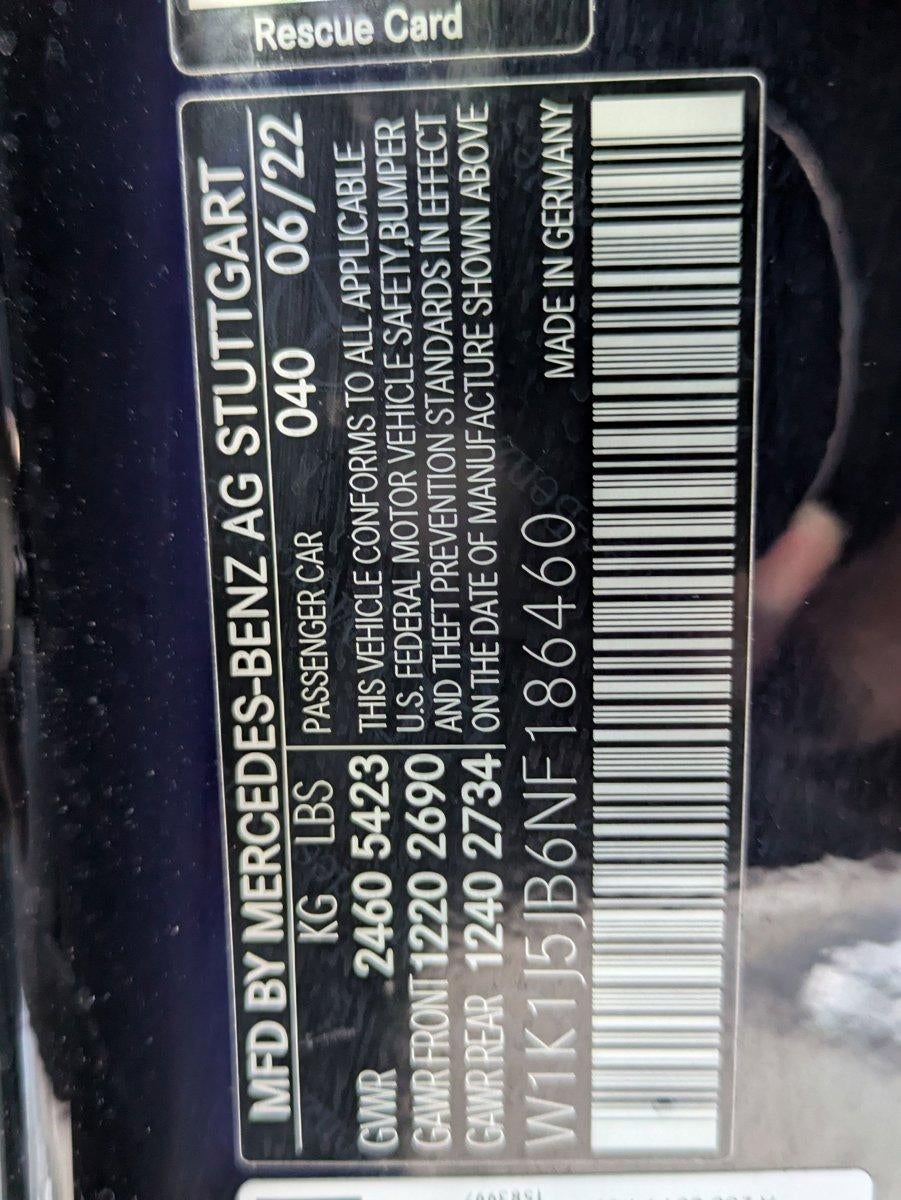 Rescue Card
MFD BY MERCEDES-BENZ AG STUTTGART
KG LBS PASSENGER CAR 040 06/22
GVWR 2460 5423
GAWR FRONT 1220 2690
GAWR REAR 1240 2734
THIS VEHICLE CONFORMS TO ALL APPLICABLE
U.S. FEDERAL MOTOR VEHICLE SAFETY,BUMPER
AND THEFT PREVENTION STANDARDS IN EFFECT
ON THE DATE OF MANUFACTURE SHOWN ABOVE
MADE IN GERMANY
W1K1J5JB6NF186460